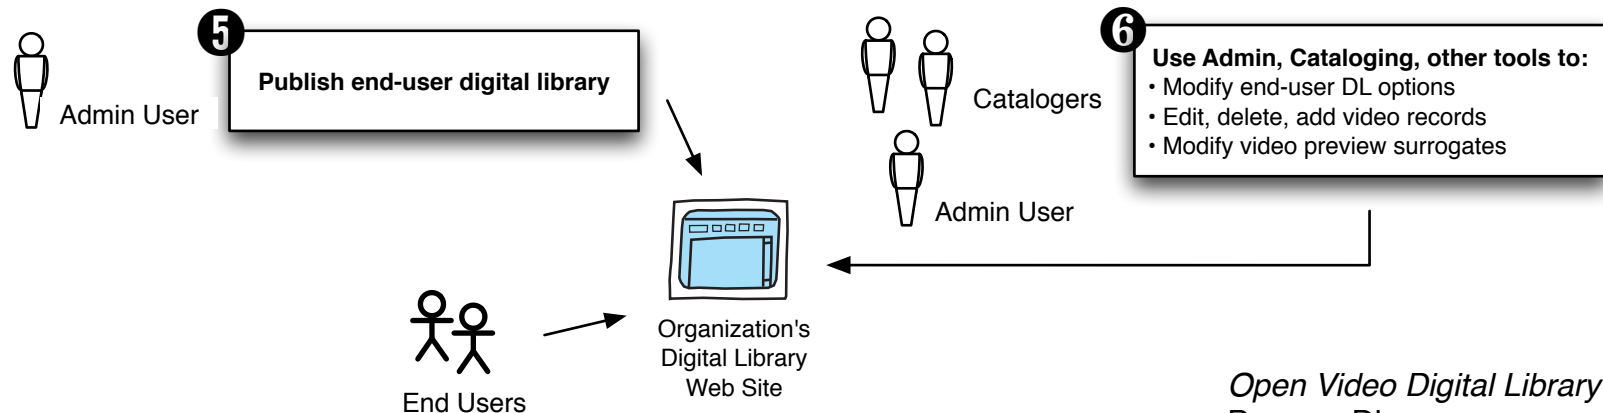 5
Publish end-user digital library
Admin User
6
Use Admin, Cataloging, other tools to:
• Modify end-user DL options
• Edit, delete, add video records
• Modify video preview surrogates
Catalogers
Admin User
Organization's
Digital Library
Web Site
End Users
Open Video Digital Library